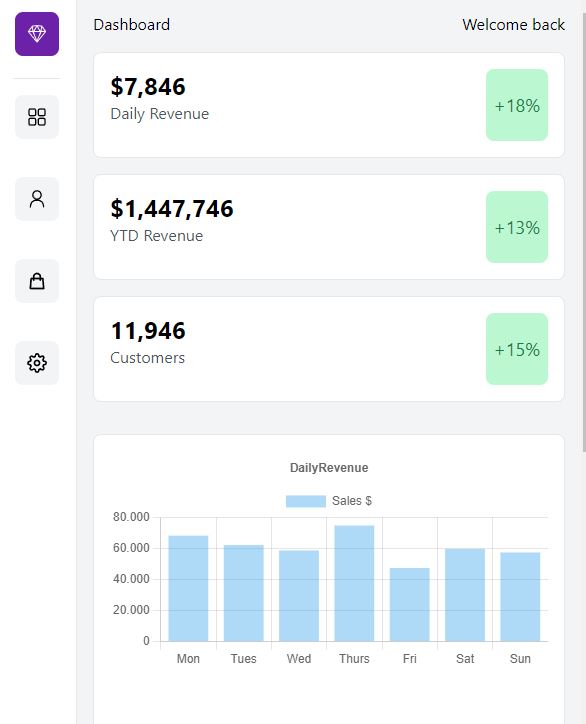 Dashboard
Welcome back
$7,846
Daily Revenue
+18%
$1,447,746
YTD Revenue
+13%
11,946
Customers
+15%
DailyRevenue
Sales $
80.000
60.000
40.000
20.000
0
Mon Tues Wed Thurs Fri Sat Sun